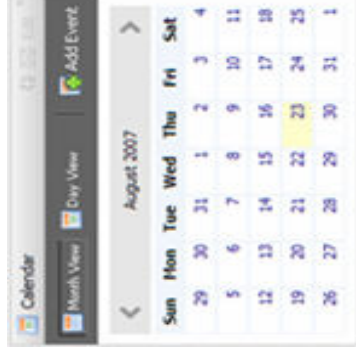 Calendar
Month View Day View Add Event
August 2007
Sun Mon Tue Wed Thu Fri Sat
29 30 31 1 2 3 4
5 6 7 8 9 10 11
12 13 14 15 16 17 18
19 20 21 22 23 24 25
26 27 28 29 30 31 1